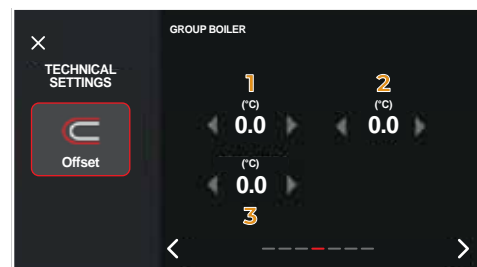 GROUP BOILER
TECHNICAL
SETTINGS
Offset
1
(°C)
0.0
2
(°C)
0.0
(°C)
0.0
3